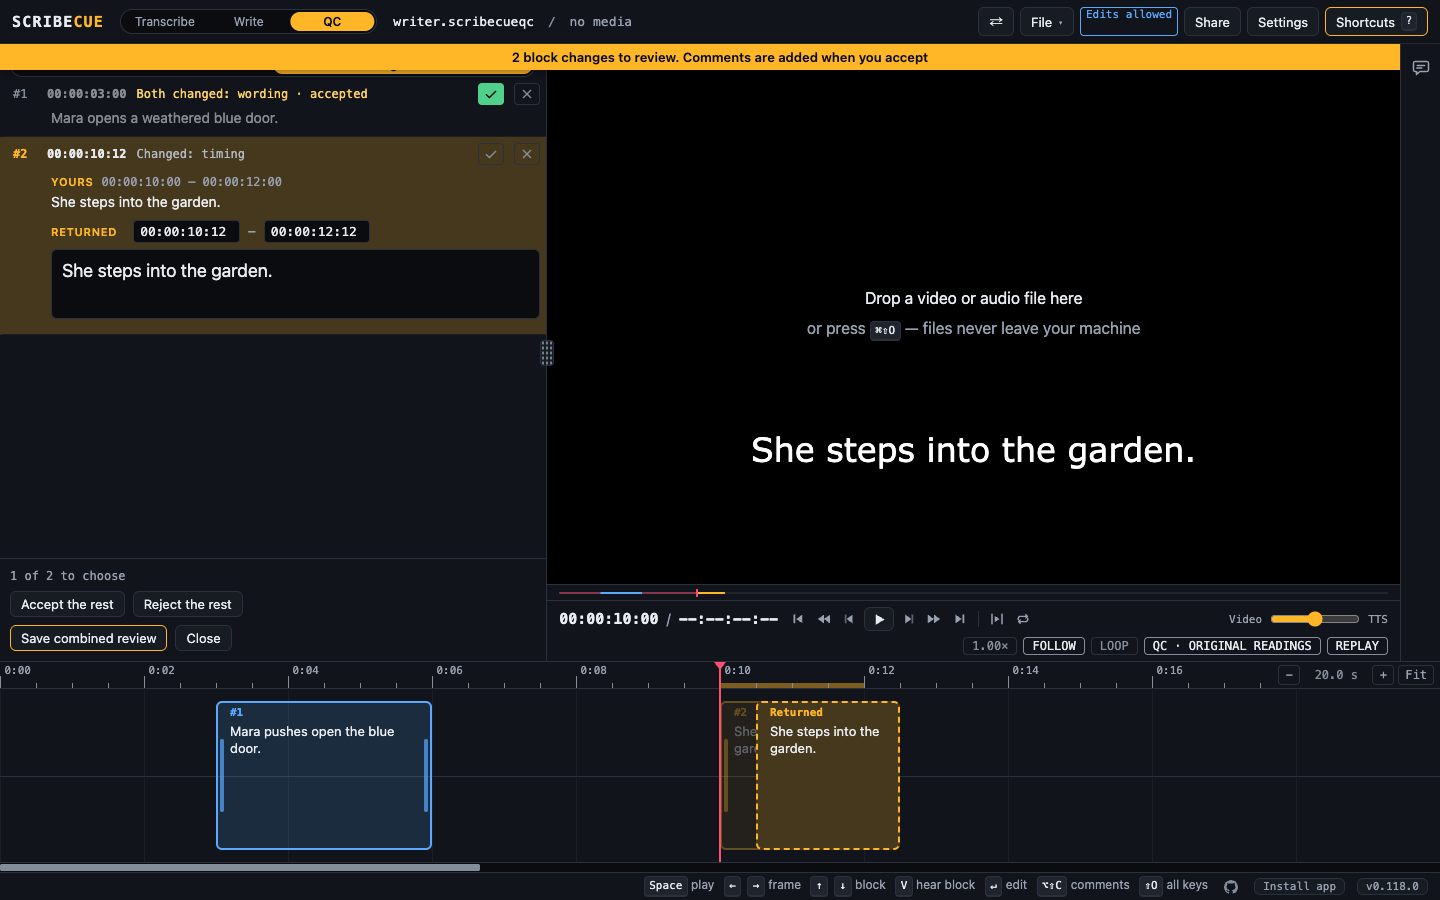 SCRIBECUE Transcribe Write QC writer.scribecueqc / no media ⇄ File Edits allowed Share Settings Shortcuts ?
2 block changes to review. Comments are added when you accept
#1 00:00:03:00 Both changed: wording · accepted
Mara opens a weathered blue door.
#2 00:00:10:12 Changed: timing
YOURS 00:00:10:00 — 00:00:12:00
She steps into the garden.
RETURNED 00:00:10:12 — 00:00:12:12
She steps into the garden.
Drop a video or audio file here
or press ⌘⇧O — files never leave your machine
She steps into the garden.
1 of 2 to choose
Accept the rest Reject the rest
Save combined review Close
00:00:10:00 / --:--:--:-- Video TTS
1.00× FOLLOW LOOP QC · ORIGINAL READINGS REPLAY
0:00 0:02 0:04 0:06 0:08 0:10 0:12 0:14 0:16 − 20.0 s + Fit
#1
Mara pushes open the blue
door.
#2
She
gar
Returned
She steps into the
garden.
Space play ← → frame ↑ ↓ block V hear block ↵ edit ⌥⇧C comments ⇧O all keys Install app v0.118.0